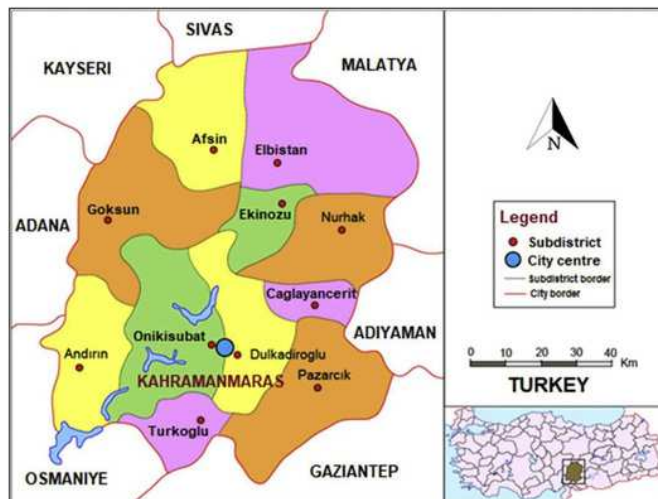 SIVAS
KAYSERI
MALATYA
Afsin
Elbistan
Ekinozu
Goksun
Nurhak
ADANA
Caglayancerit
ADIYAMAN
Onikisubat
Dulkadiroglu
Andırın
KAHRAMANMARAS
Pazarcık
Turkoglu
OSMANIYE
GAZIANTEP
N
Legend
Subdistrict
City centre
Subdistrict border
City border
0 10 20 40
Km
TURKEY